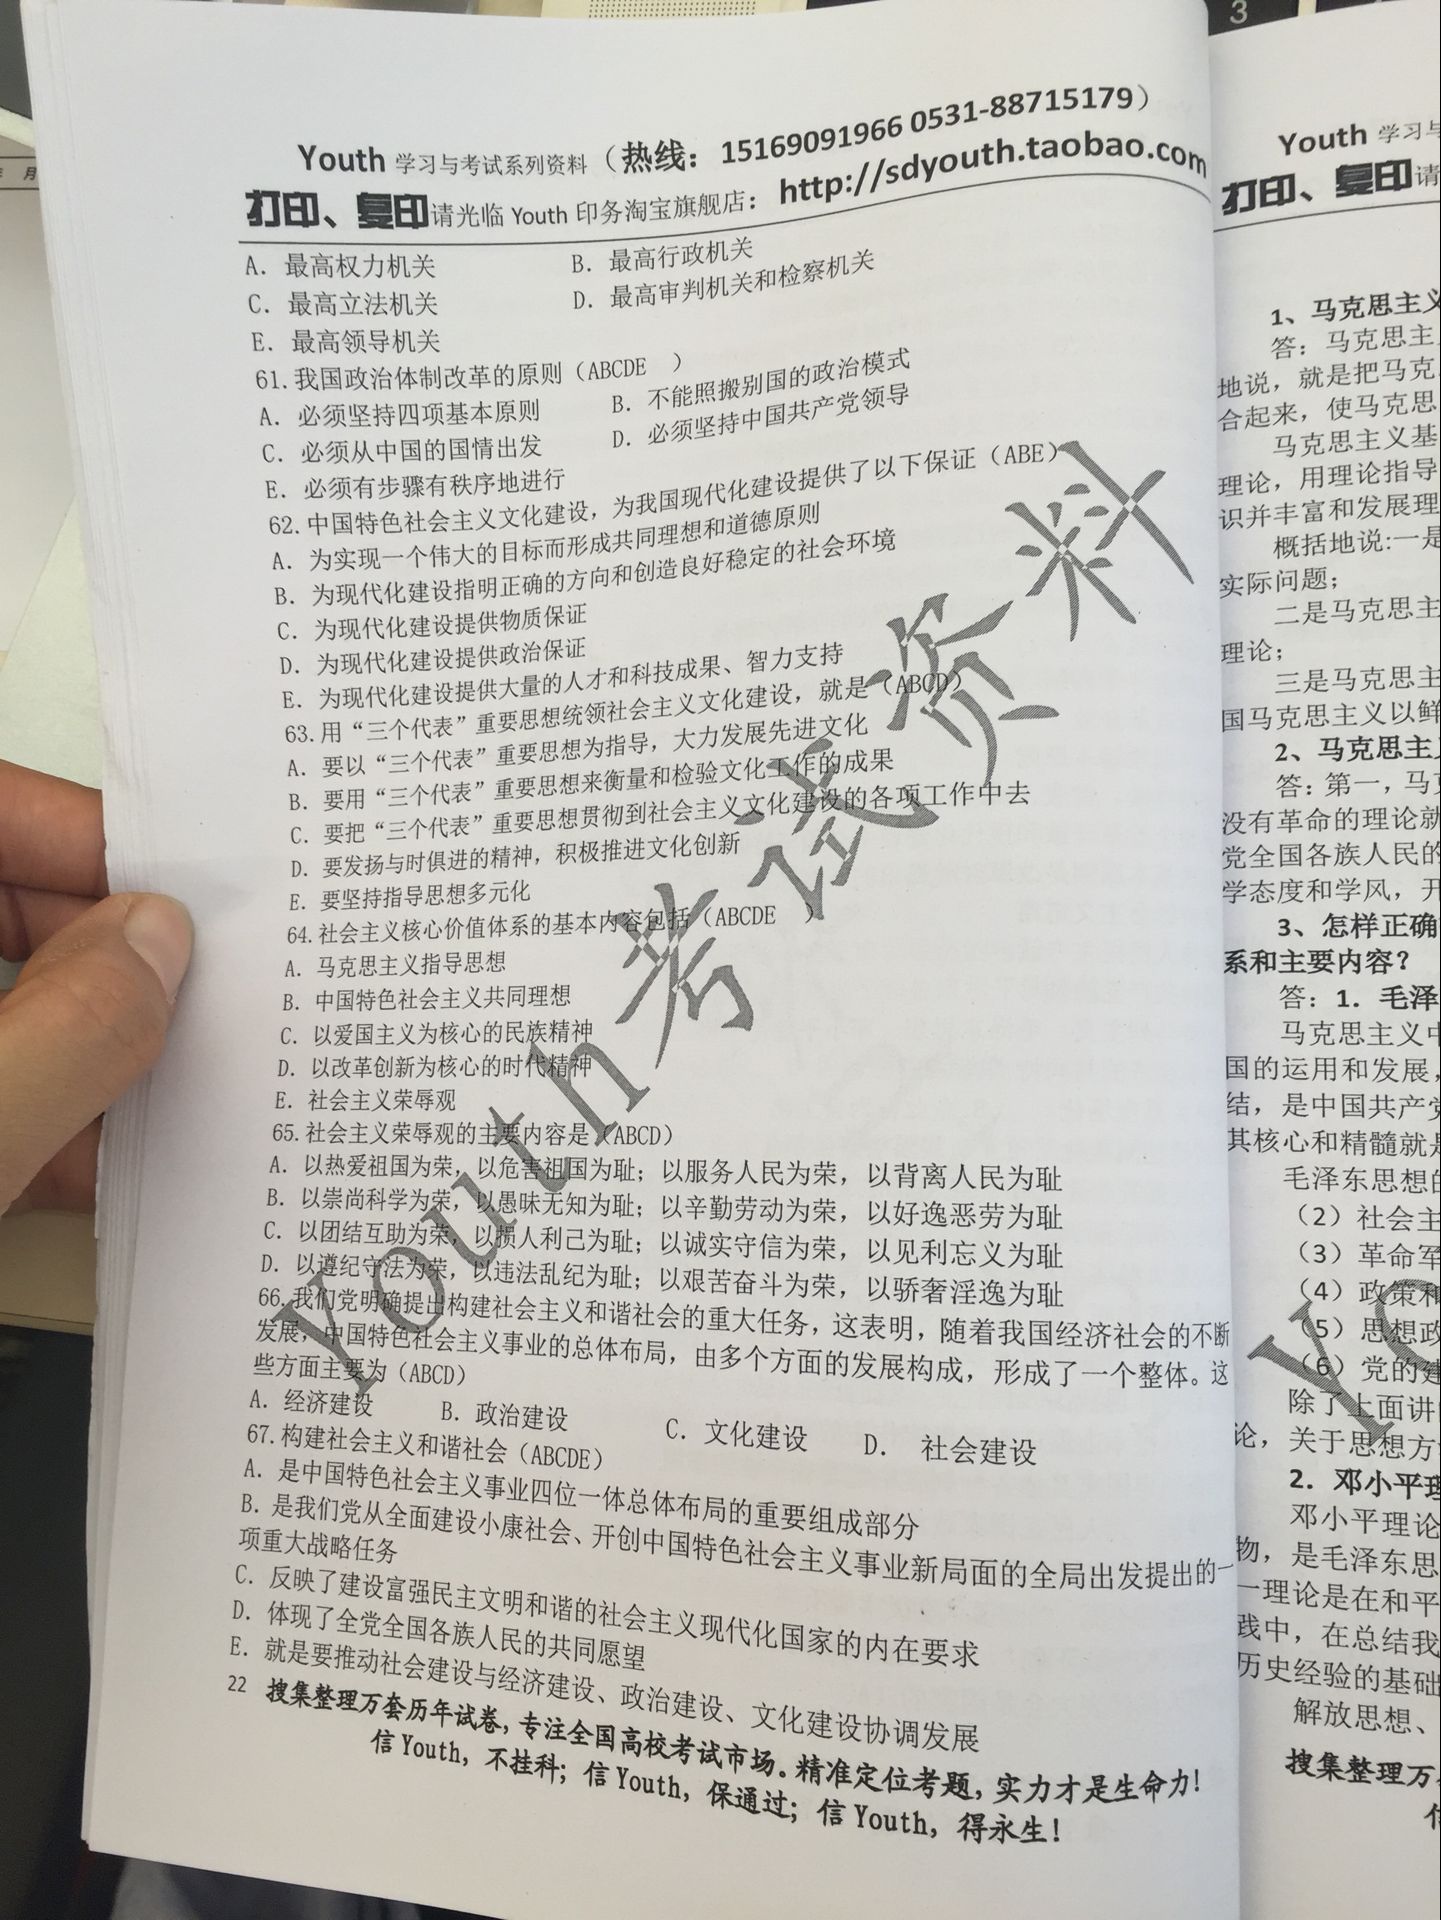 3
Youth 学习与考试系列资料（热线：15169091966 0531-88715179）
打印、复印请光临 Youth 印务淘宝旗舰店：http://sdyouth.taobao.com
A. 最高权力机关 B. 最高行政机关
C. 最高立法机关 D. 最高审判机关和检察机关
E. 最高领导机关
61.我国政治体制改革的原则（ABCDE ）
A. 必须坚持四项基本原则 B. 不能照搬别国的政治模式
C. 必须从中国的国情出发 D. 必须坚持中国共产党领导
E. 必须有步骤有秩序地进行
62.中国特色社会主义文化建设，为我国现代化建设提供了以下保证（ABE）
A. 为实现一个伟大的目标而形成共同理想和道德原则
B. 为现代化建设指明正确的方向和创造良好稳定的社会环境
C. 为现代化建设提供物质保证
D. 为现代化建设提供政治保证
E. 为现代化建设提供大量的人才和科技成果、智力支持
63.用“三个代表”重要思想统领社会主义文化建设，就是（ABCD）
A. 要以“三个代表”重要思想为指导，大力发展先进文化
B. 要用“三个代表”重要思想来衡量和检验文化工作的成果
C. 要把“三个代表”重要思想贯彻到社会主义文化建设的各项工作中去
D. 要发扬与时俱进的精神，积极推进文化创新
E. 要坚持指导思想多元化
64.社会主义核心价值体系的基本内容包括（ABCDE ）
A. 马克思主义指导思想
B. 中国特色社会主义共同理想
C. 以爱国主义为核心的民族精神
D. 以改革创新为核心的时代精神
E. 社会主义荣辱观
65.社会主义荣辱观的主要内容是（ABCD）
A. 以热爱祖国为荣，以危害祖国为耻；以服务人民为荣，以背离人民为耻
B. 以崇尚科学为荣，以愚昧无知为耻；以辛勤劳动为荣，以好逸恶劳为耻
C. 以团结互助为荣，以损人利己为耻；以诚实守信为荣，以见利忘义为耻
D. 以遵纪守法为荣，以违法乱纪为耻；以艰苦奋斗为荣，以骄奢淫逸为耻
66.我们党明确提出构建社会主义和谐社会的重大任务，这表明，随着我国经济社会的不断
发展，中国特色社会主义事业的总体布局，由多个方面的发展构成，形成了一个整体。这
些方面主要为（ABCD）
A. 经济建设 B. 政治建设 C. 文化建设 D. 社会建设
67.构建社会主义和谐社会（ABCDE）
A. 是中国特色社会主义事业四位一体总体布局的重要组成部分
B. 是我们党从全面建设小康社会、开创中国特色社会主义事业新局面的全局出发提出的一
项重大战略任务
C. 反映了建设富强民主文明和谐的社会主义现代化国家的内在要求
D. 体现了全党全国各族人民的共同愿望
E. 就是要推动社会建设与经济建设、政治建设、文化建设协调发展
22 搜集整理万套历年试卷，专注全国高校考试市场。精准定位考题，实力才是生命力！
信Youth，不挂科；信Youth，保通过；信Youth，得永生！
Youth考试资料
Youth 学习与
打印、复印请
1、马克思主义
答：马克思主
地说，就是把马克
合起来，使马克思
马克思主义基
理论，用理论指导
识并丰富和发展理
概括地说:一是
实际问题；
二是马克思主
理论；
三是马克思主
国马克思主义以鲜
2、马克思主
答：第一，马
没有革命的理论就
党全国各族人民的
学态度和学风，开
3、怎样正确
系和主要内容？
答：1. 毛泽
马克思主义中
国的运用和发展，
结，是中国共产党
其核心和精髓就是
毛泽东思想的
（2）社会主
（3）革命军
（4）政策和
（5）思想政
（6）党的建
除了上面讲
论，关于思想方
2. 邓小平理
邓小平理论
物，是毛泽东思
一理论是在和平
践中，在总结我
历史经验的基础
解放思想、
搜集整理万
信